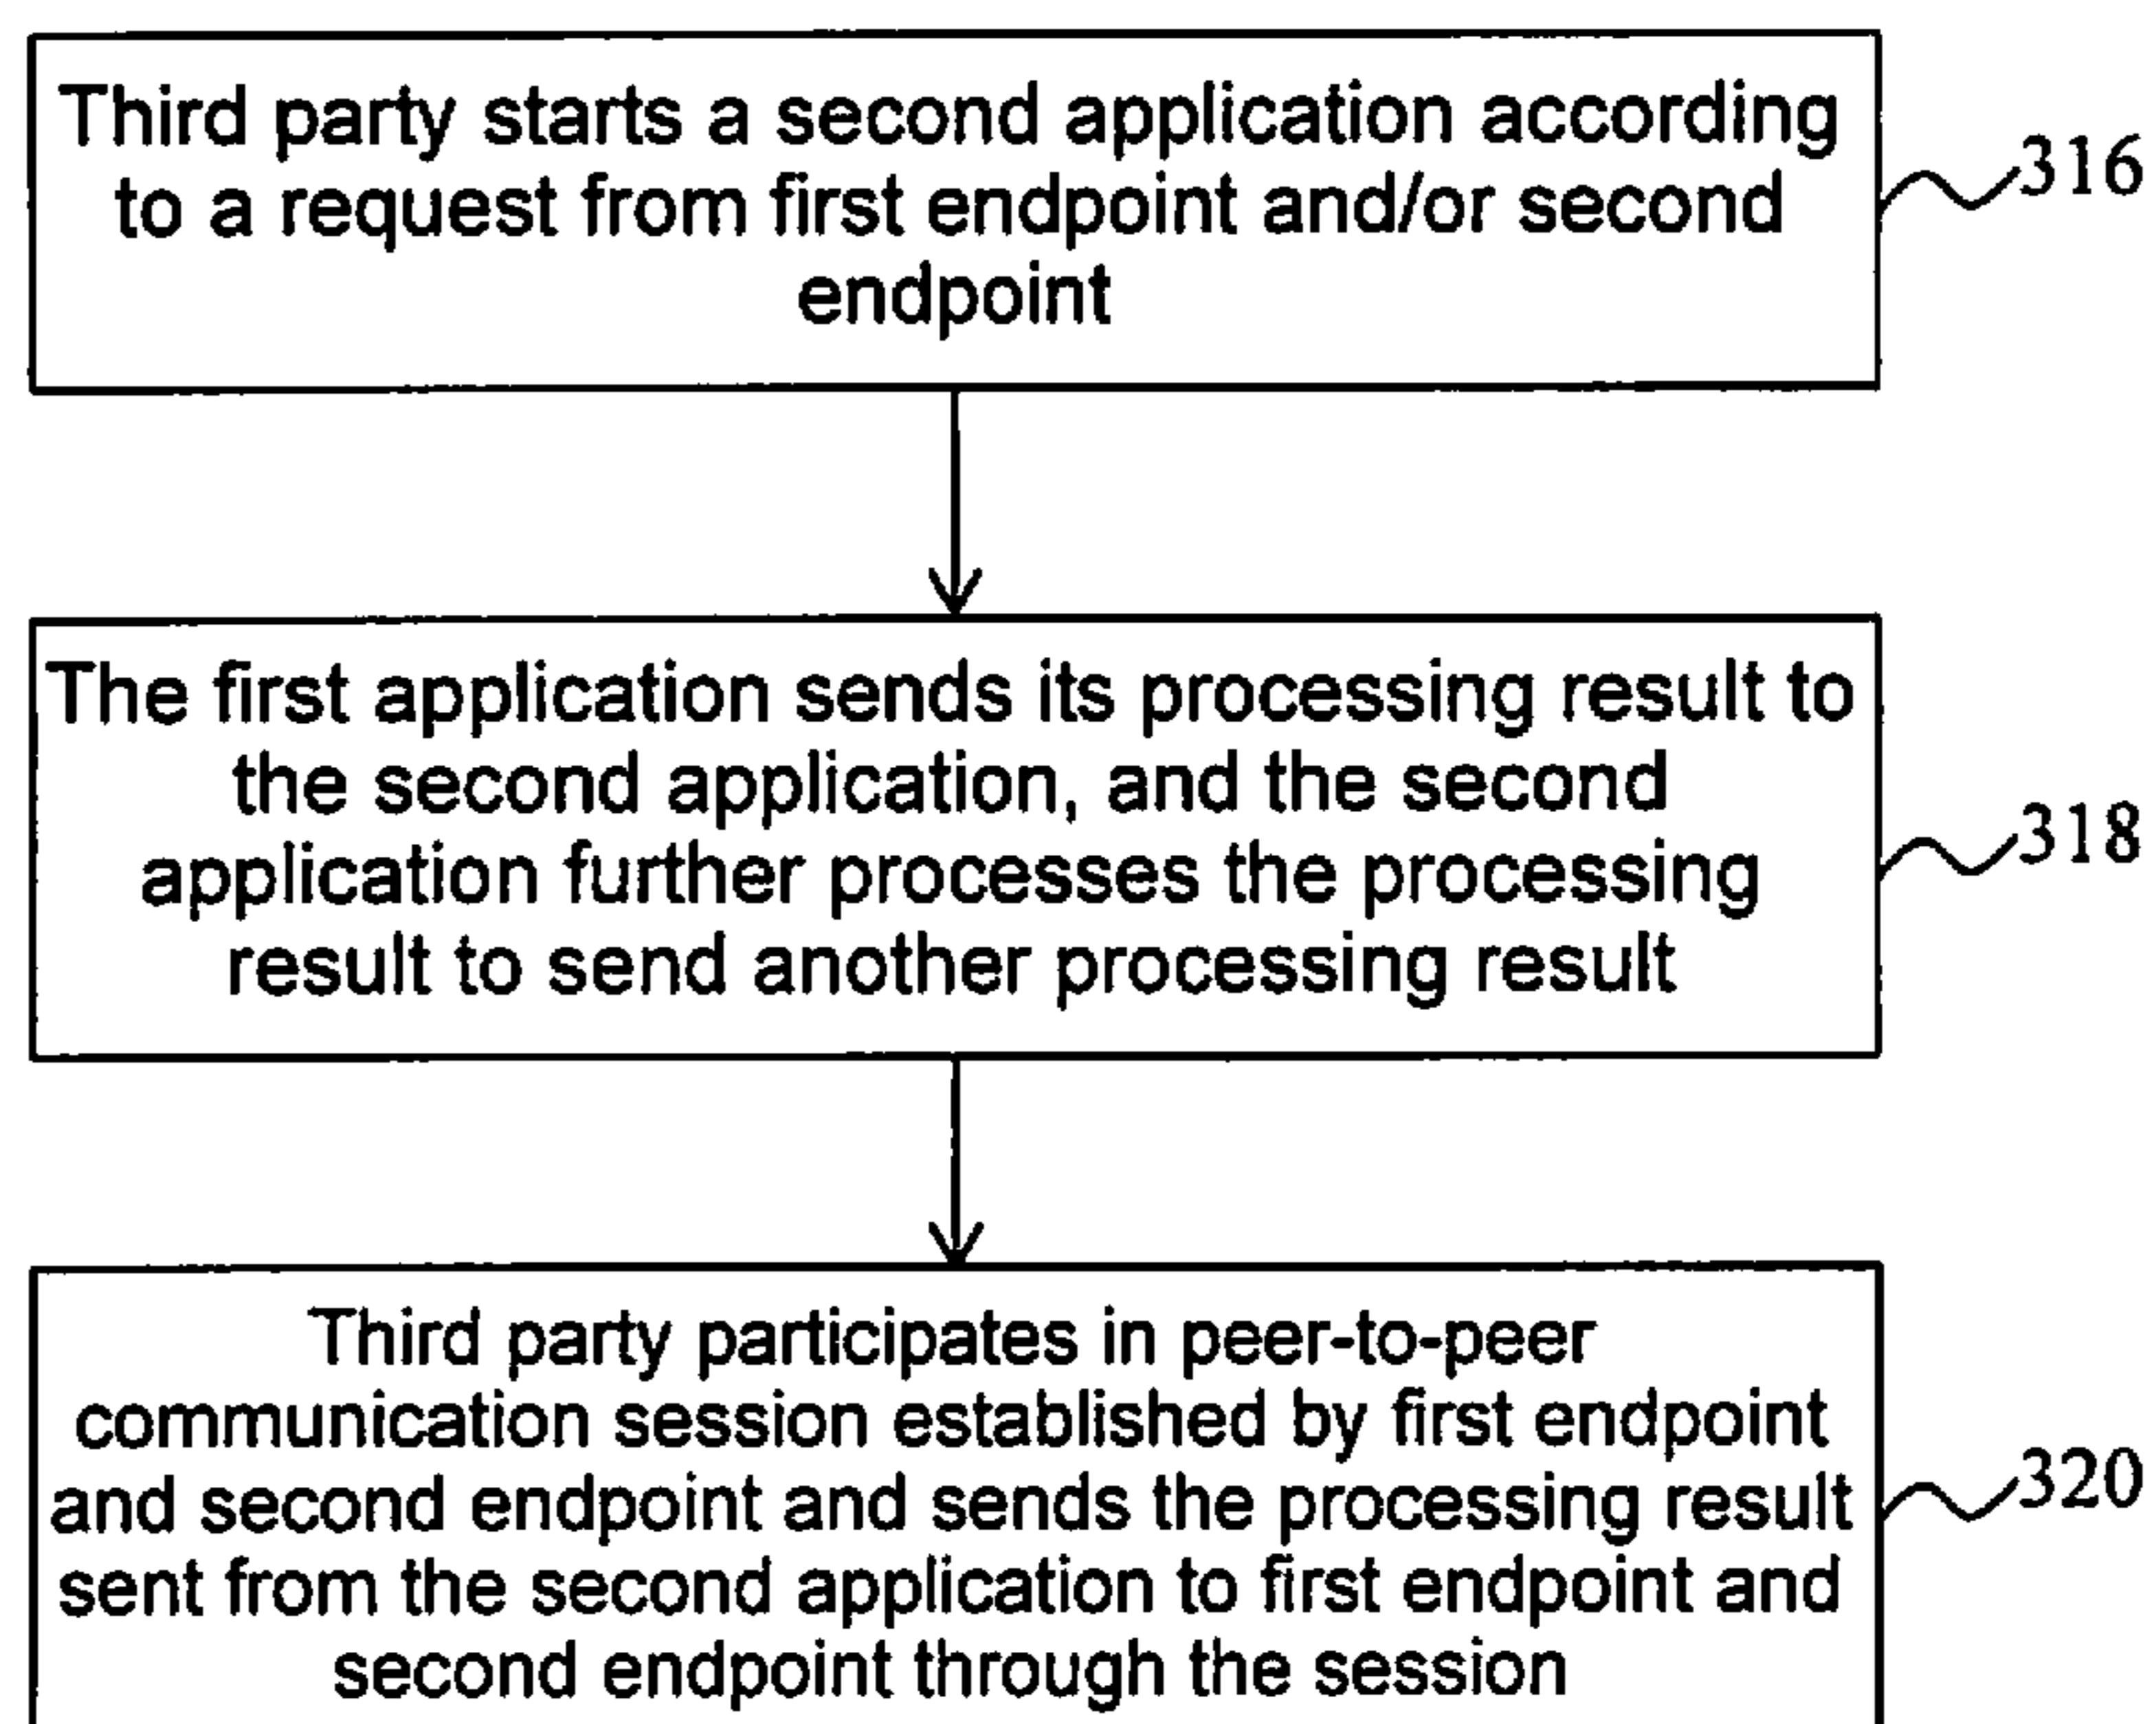 Third party starts a second application according
to a request from first endpoint and/or second
endpoint
316
The first application sends its processing result to
the second application, and the second
application further processes the processing
result to send another processing result
318
Third party participates in peer-to-peer
communication session established by first endpoint
and second endpoint and sends the processing result
sent from the second application to first endpoint and
second endpoint through the session
320